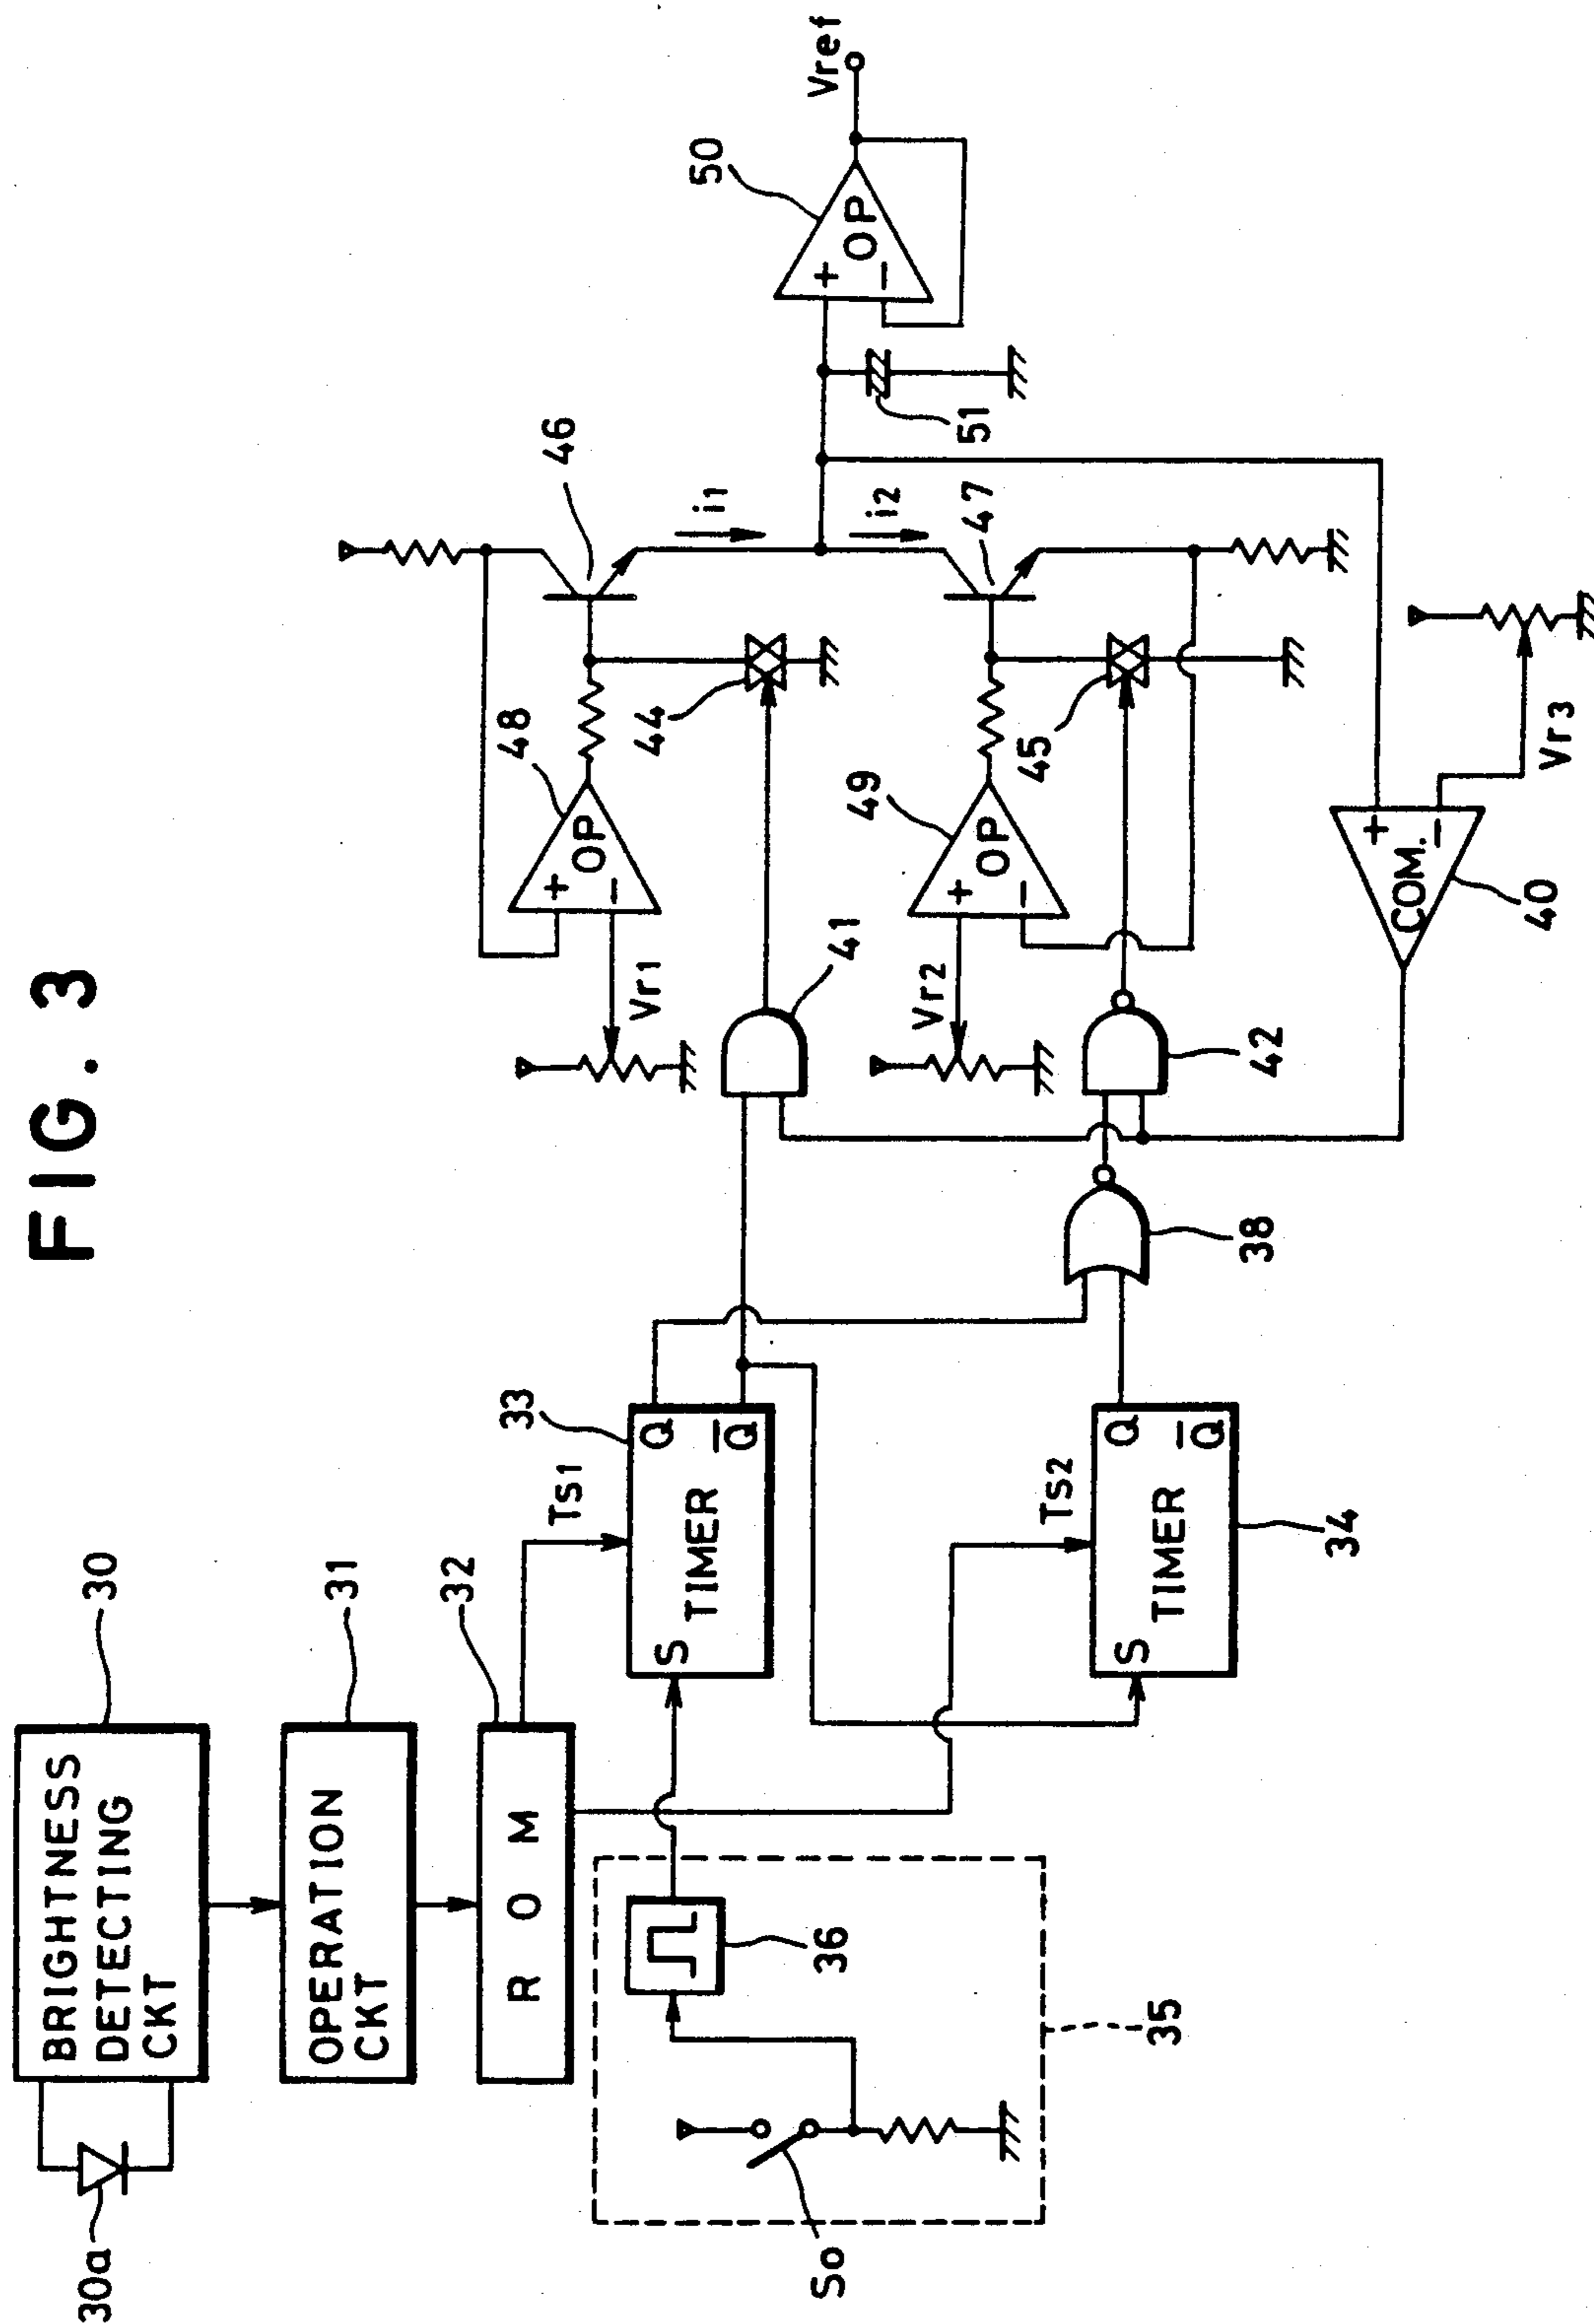 FIG. 3
30a
BRIGHTNESS
DETECTING
CKT
30
OPERATION
CKT
31
ROM
32
So
36
35
Ts1
33
S
TIMER
Q
Q̅
Ts2
S
TIMER
Q
Q̅
34
38
41
42
Vr1
+
−
OP
48
44
46
i1
Vr2
+
−
OP
49
45
47
i2
COM.
+
−
40
Vr3
51
+
−
OP
50
Vref